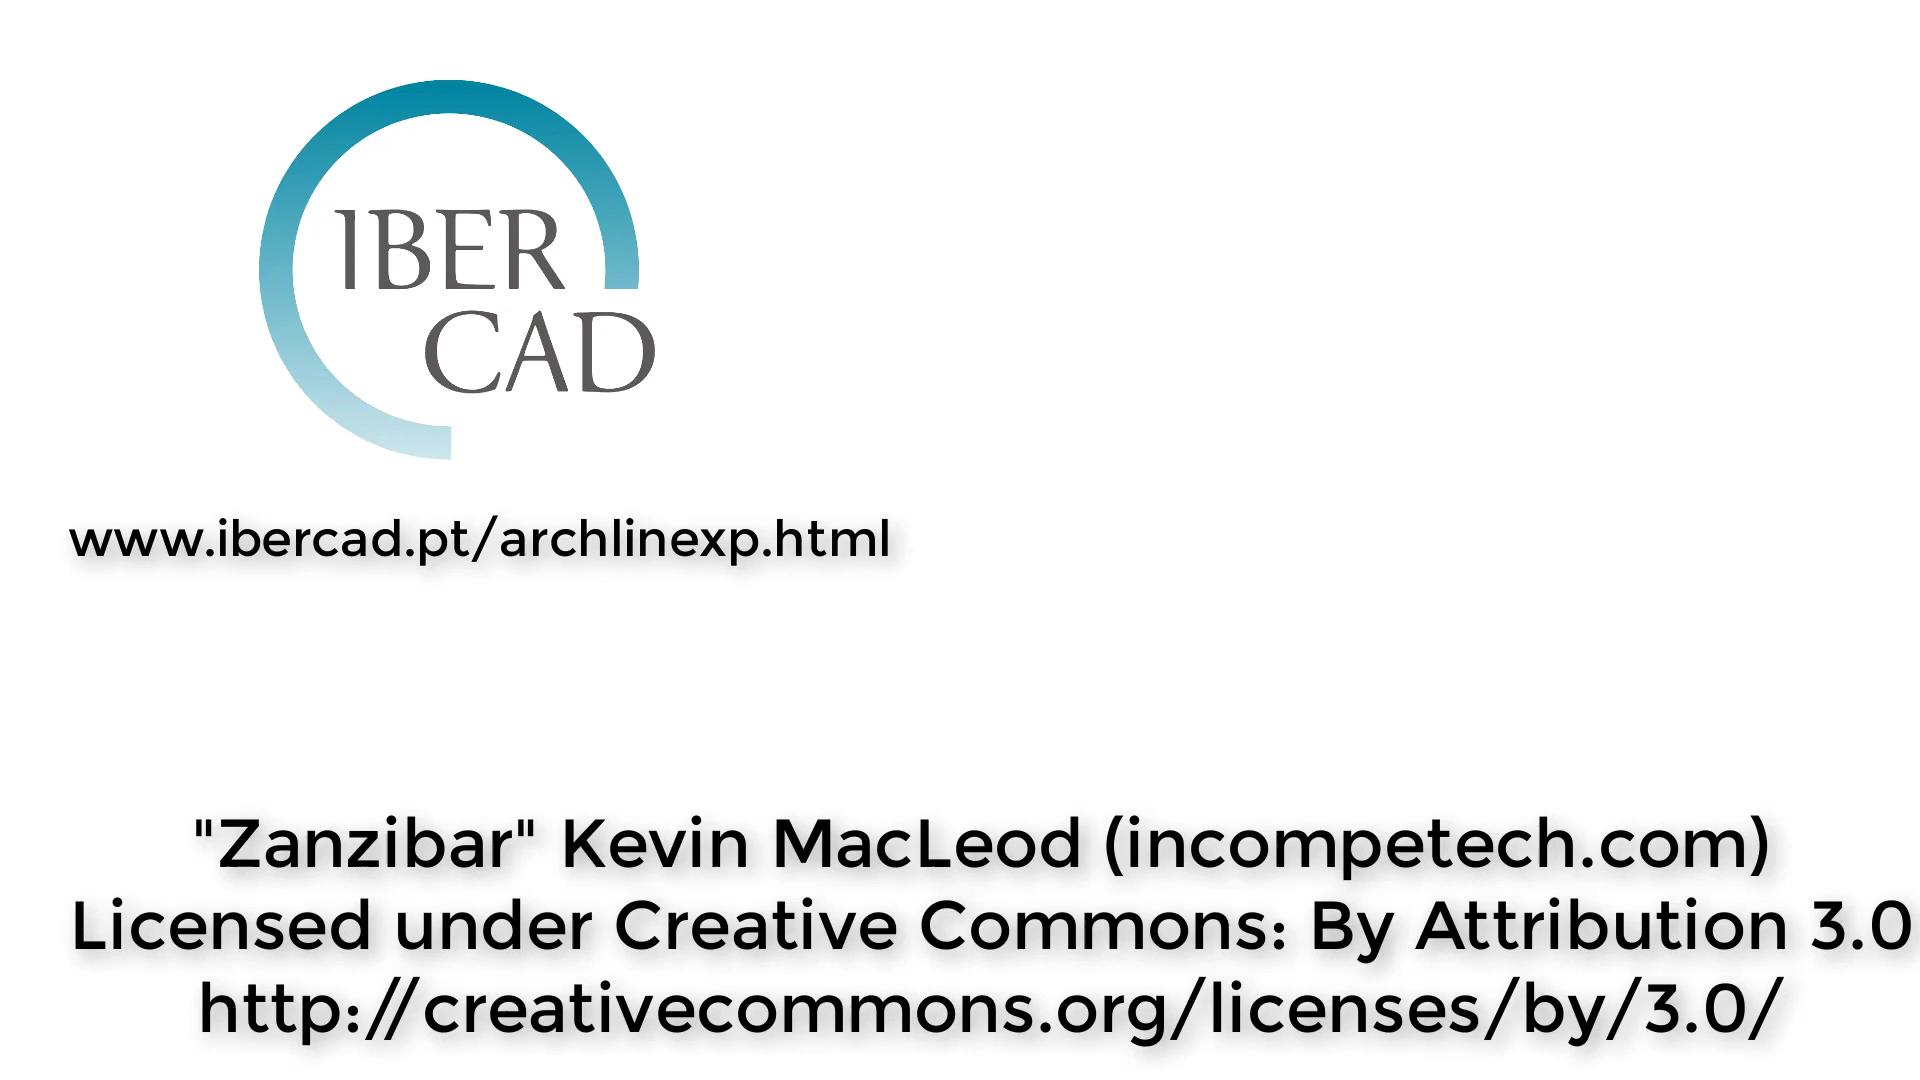 IBER
CAD
www.ibercad.pt/archlinexp.html
"Zanzibar" Kevin MacLeod (incompetech.com)
Licensed under Creative Commons: By Attribution 3.0
http://creativecommons.org/licenses/by/3.0/